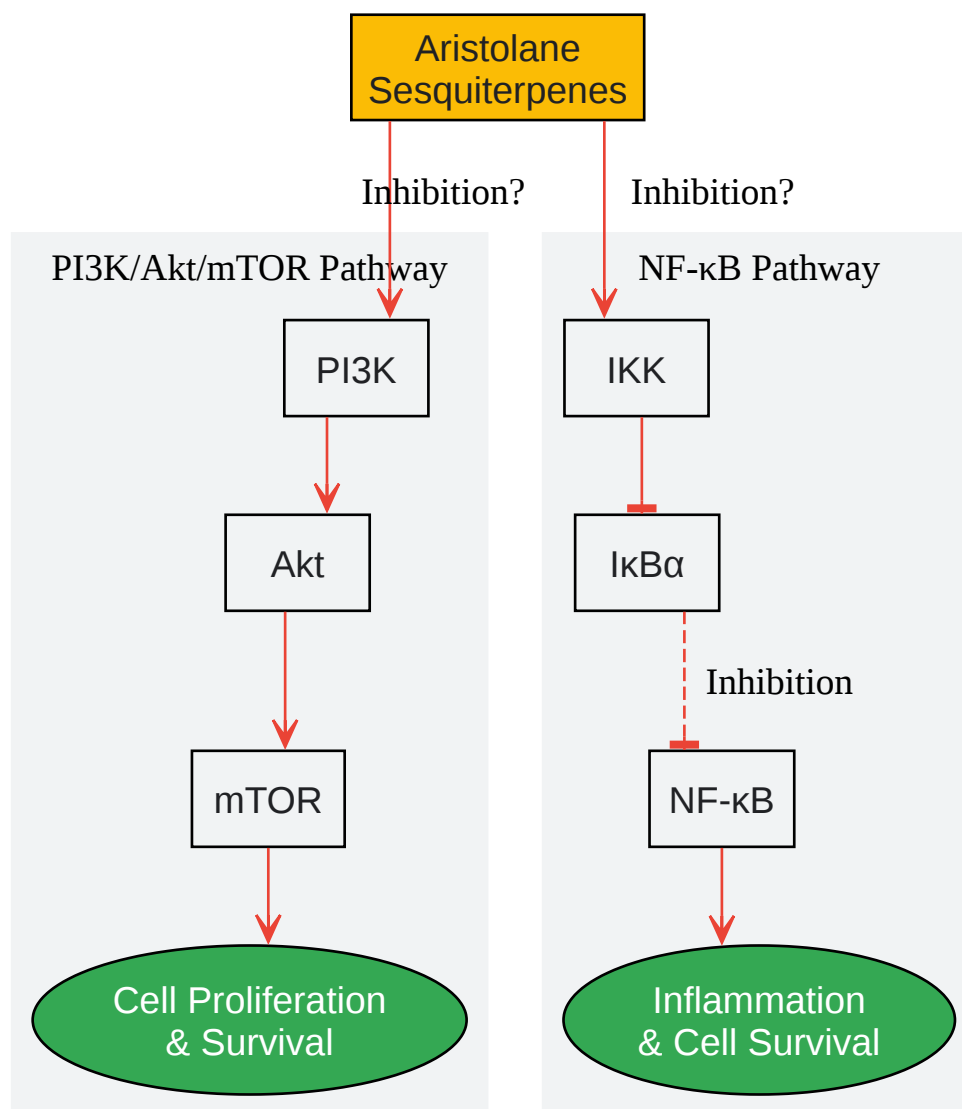 Aristolane
Sesquiterpenes
Inhibition?
Inhibition?
PI3K/Akt/mTOR Pathway
PI3K
Akt
mTOR
Cell Proliferation
& Survival
NF-κB Pathway
IKK
IκBα
Inhibition
NF-κB
Inflammation
& Cell Survival